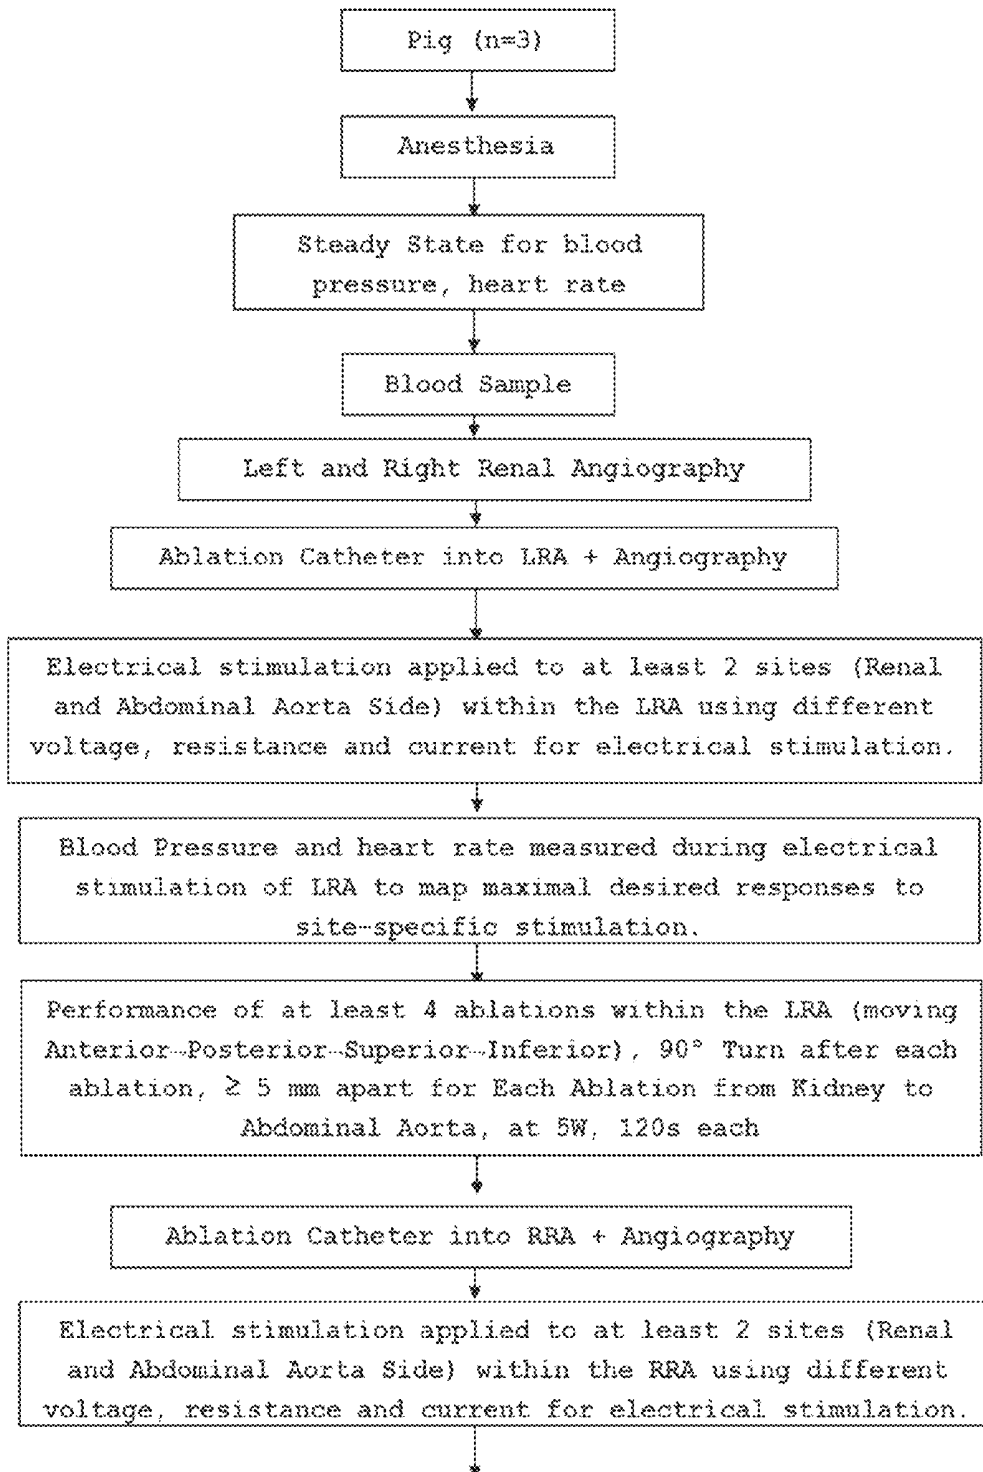 Pig (n=3)
Anesthesia
Steady State for blood
pressure, heart rate
Blood Sample
Left and Right Renal Angiography
Ablation Catheter into LRA + Angiography
Electrical stimulation applied to at least 2 sites (Renal
and Abdominal Aorta Side) within the LRA using different
voltage, resistance and current for electrical stimulation.
Blood Pressure and heart rate measured during electrical
stimulation of LRA to map maximal desired responses to
site-specific stimulation.
Performance of at least 4 ablations within the LRA (moving
Anterior-Posterior-Superior-Inferior), 90° Turn after each
ablation, ≥ 5 mm apart for Each Ablation from Kidney to
Abdominal Aorta, at 5W, 120s each
Ablation Catheter into RRA + Angiography
Electrical stimulation applied to at least 2 sites (Renal
and Abdominal Aorta Side) within the RRA using different
voltage, resistance and current for electrical stimulation.